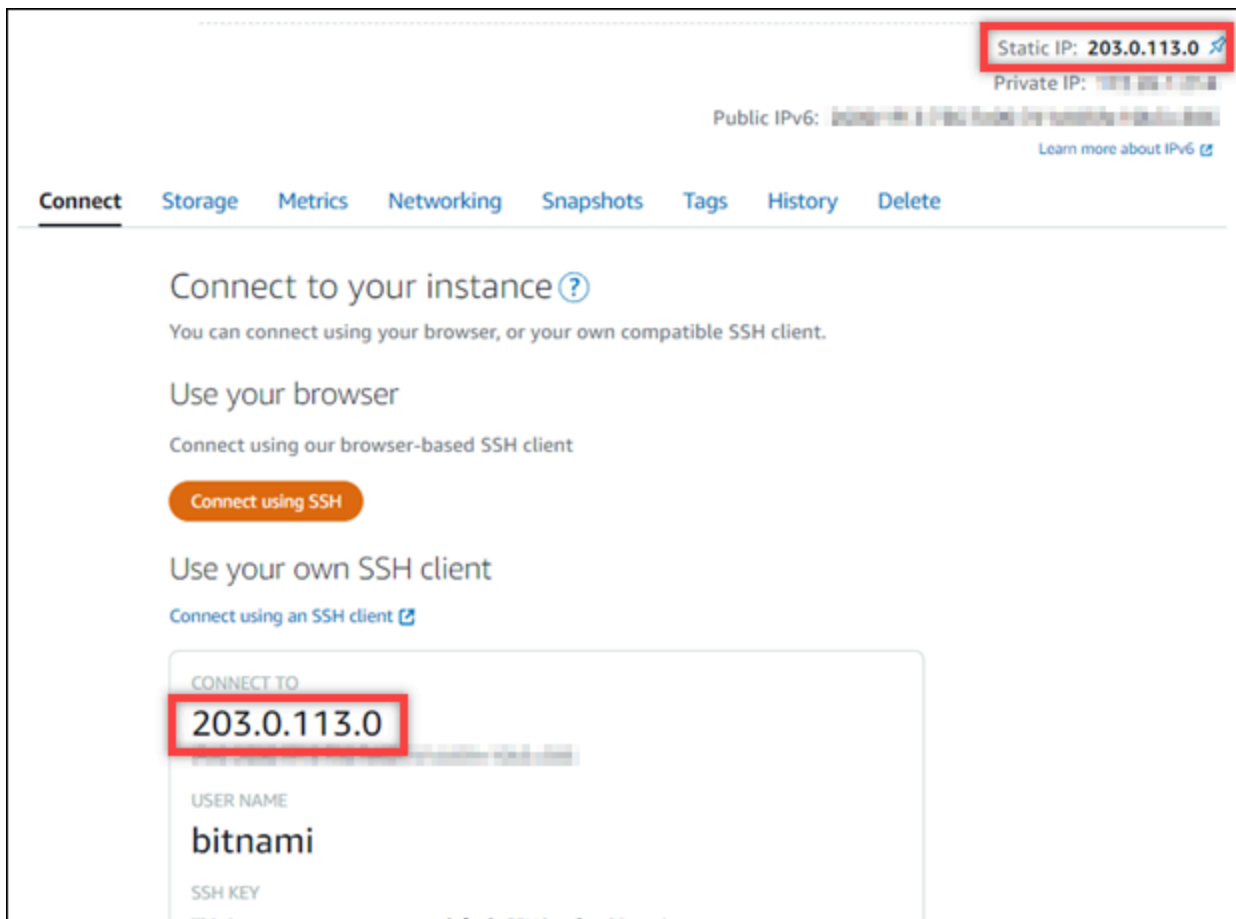 Static IP: 203.0.113.0
Private IP:
Public IPv6:
Learn more about IPv6
Connect Storage Metrics Networking Snapshots Tags History Delete
Connect to your instance ?
You can connect using your browser, or your own compatible SSH client.
Use your browser
Connect using our browser-based SSH client
Connect using SSH
Use your own SSH client
Connect using an SSH client
CONNECT TO
203.0.113.0
USER NAME
bitnami
SSH KEY